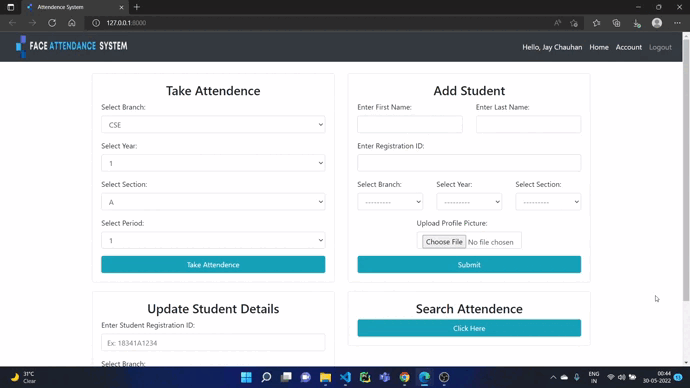 Attendance System
127.0.0.1:8000
FACE ATTENDANCE SYSTEM
Hello, Jay Chauhan Home Account Logout
Take Attendence
Select Branch:
CSE
Select Year:
1
Select Section:
A
Select Period:
1
Take Attendance
Add Student
Enter First Name:
Enter Last Name:
Enter Registration ID:
Select Branch:
Select Year:
Select Section:
---------
---------
---------
Upload Profile Picture:
Choose File No file chosen
Submit
Update Student Details
Enter Student Registration ID:
Ex: 18341A1234
Select Branch:
Search Attendence
Click Here
31°C
Clear
ENG
IN
00:44
30-05-2022